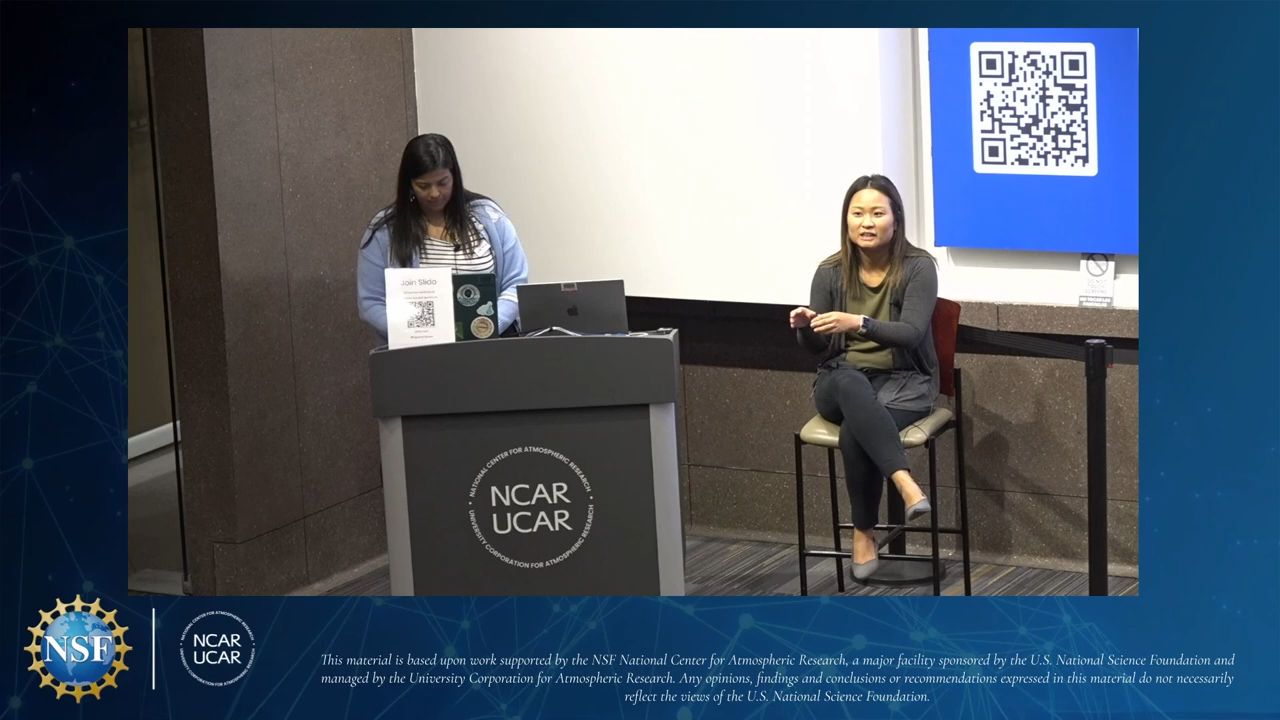 Join Slido
NATIONAL CENTER FOR ATMOSPHERIC RESEARCH
NCAR
UCAR
UNIVERSITY CORPORATION FOR ATMOSPHERIC RESEARCH
NSF
NCAR
UCAR
This material is based upon work supported by the NSF National Center for Atmospheric Research, a major facility sponsored by the U.S. National Science Foundation and
managed by the University Corporation for Atmospheric Research. Any opinions, findings and conclusions or recommendations expressed in this material do not necessarily
reflect the views of the U.S. National Science Foundation.